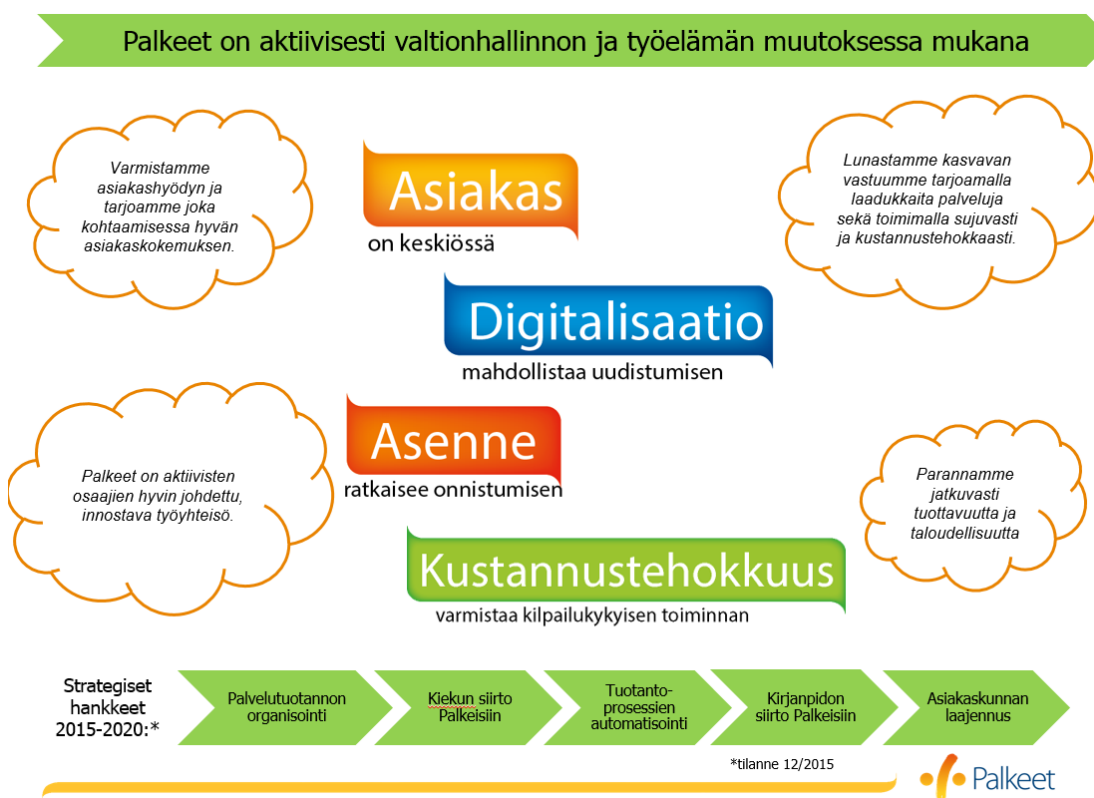 Palkeet on aktiivisesti valtionhallinnon ja työelämän muutoksessa mukana
Varmistamme
asiakashyödyn ja
tarjoamme joka
kohtaamisessa hyvän
asiakaskokemuksen.
Asiakas
on keskiössä
Lunastamme kasvavan
vastuumme tarjoamalla
laadukkaita palveluja
sekä toimimalla sujuvasti
ja kustannustehokkaasti.
Digitalisaatio
mahdollistaa uudistumisen
Palkeet on aktiivisten
osaajien hyvin johdettu,
innostava työyhteisö.
Asenne
ratkaisee onnistumisen
Parannamme
jatkuvasti
tuottavuutta ja
taloudellisuutta
Kustannustehokkuus
varmistaa kilpailukykyisen toiminnan
Strategiset
hankkeet
2015-2020:*
Palvelutuotannon
organisointi
Kiekun siirto
Palkeisiin
Tuotanto-
prosessien
automatisointi
Kirjanpidon
siirto Palkeisiin
Asiakaskunnan
laajennus
*tilanne 12/2015
Palkeet